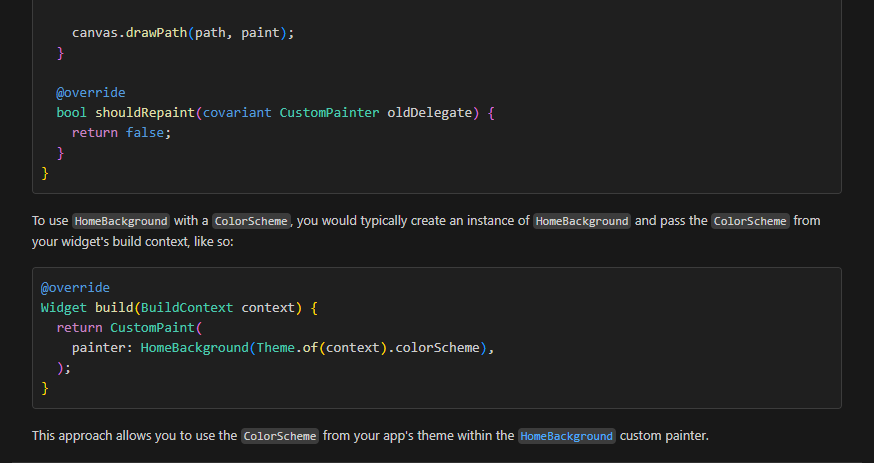 canvas.drawPath(path, paint);
}
@override
bool shouldRepaint(covariant CustomPainter oldDelegate) {
return false;
}
}
To use HomeBackground with a ColorScheme, you would typically create an instance of HomeBackground and pass the ColorScheme from
your widget's build context, like so:
@override
Widget build(BuildContext context) {
return CustomPaint(
painter: HomeBackground(Theme.of(context).colorScheme),
);
}
This approach allows you to use the ColorScheme from your app's theme within the HomeBackground custom painter.